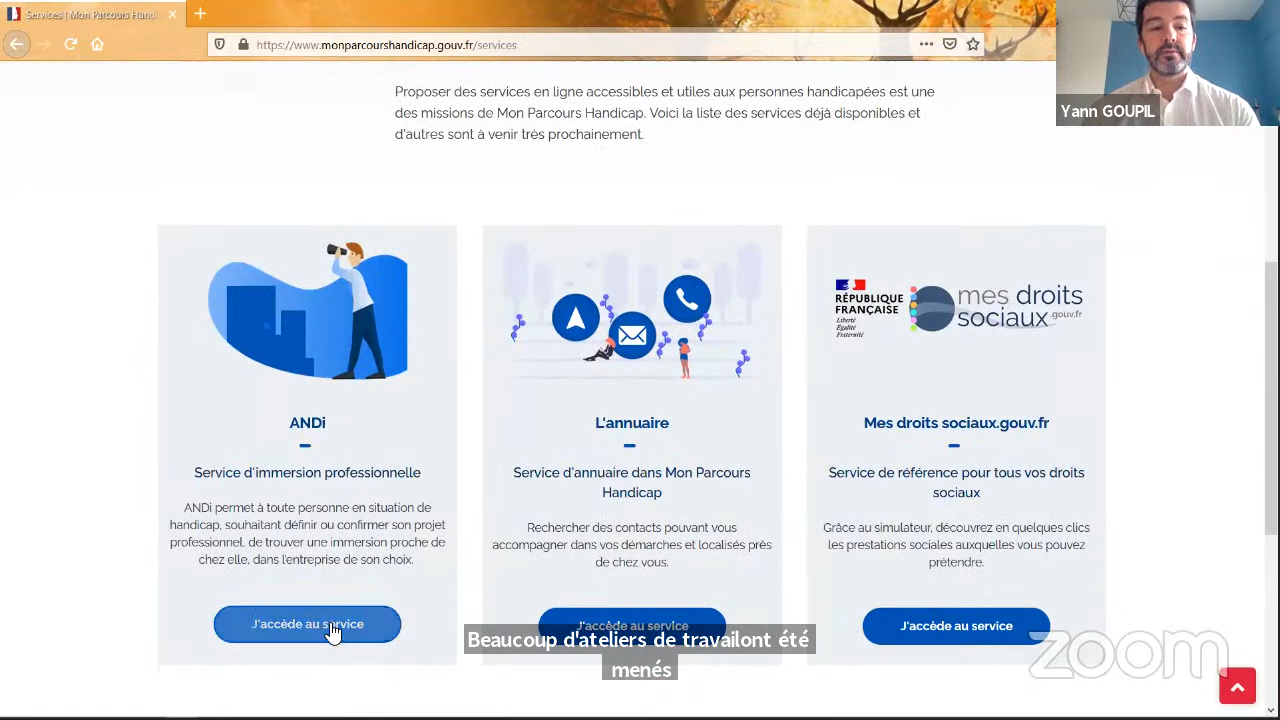 Services | Mon Parcours Hand
https://www.monparcourshandicap.gouv.fr/services
Yann GOUPIL
Proposer des services en ligne accessibles et utiles aux personnes handicapées est une
des missions de Mon Parcours Handicap. Voici la liste des services déjà disponibles et
d'autres sont à venir très prochainement.
ANDi
Service d'immersion professionnelle
ANDi permet à toute personne en situation de
handicap, souhaitant définir ou confirmer son projet
professionnel, de trouver une immersion proche de
chez elle, dans l'entreprise de son choix.
J'accède au service
L'annuaire
Service d'annuaire dans Mon Parcours
Handicap
Rechercher des contacts pouvant vous
accompagner dans vos démarches et localisés près
de chez vous.
J'accède au service
RÉPUBLIQUE
FRANÇAISE
Liberté
Égalité
Fraternité
mes droits
sociaux
.gouv.fr
Mes droits sociaux.gouv.fr
Service de référence pour tous vos droits
sociaux
Grâce au simulateur, découvrez en quelques clics
les prestations sociales auxquelles vous pouvez
prétendre.
J'accède au service
Beaucoup d'ateliers de travailont été
menés
zoom